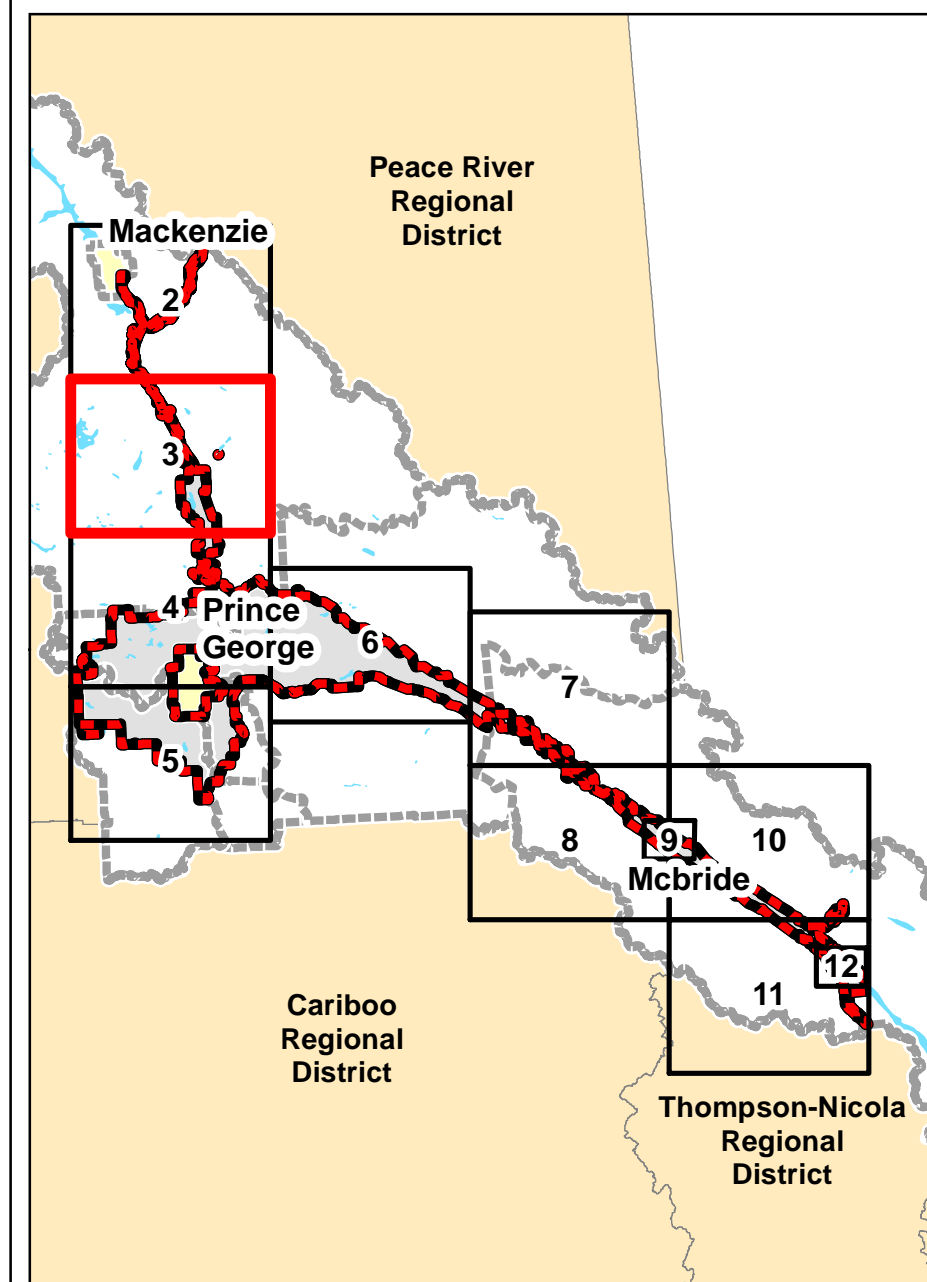 Peace River
Regional
District
Mackenzie
2
3
4
Prince
George
6
5
7
8
9
10
Mcbride
12
11
Cariboo
Regional
District
Thompson-Nicola
Regional
District